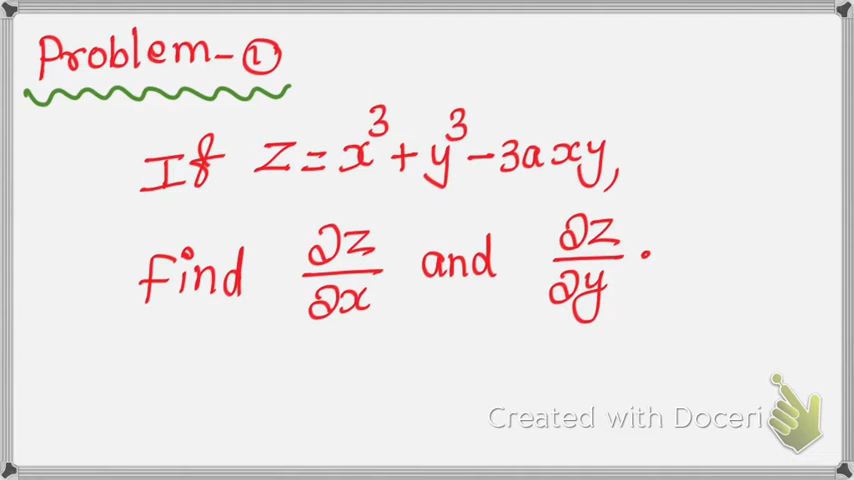 Problem-①
If z = x³ + y³ - 3axy,
find ∂z/∂x and ∂z/∂y .
Created with Doceri